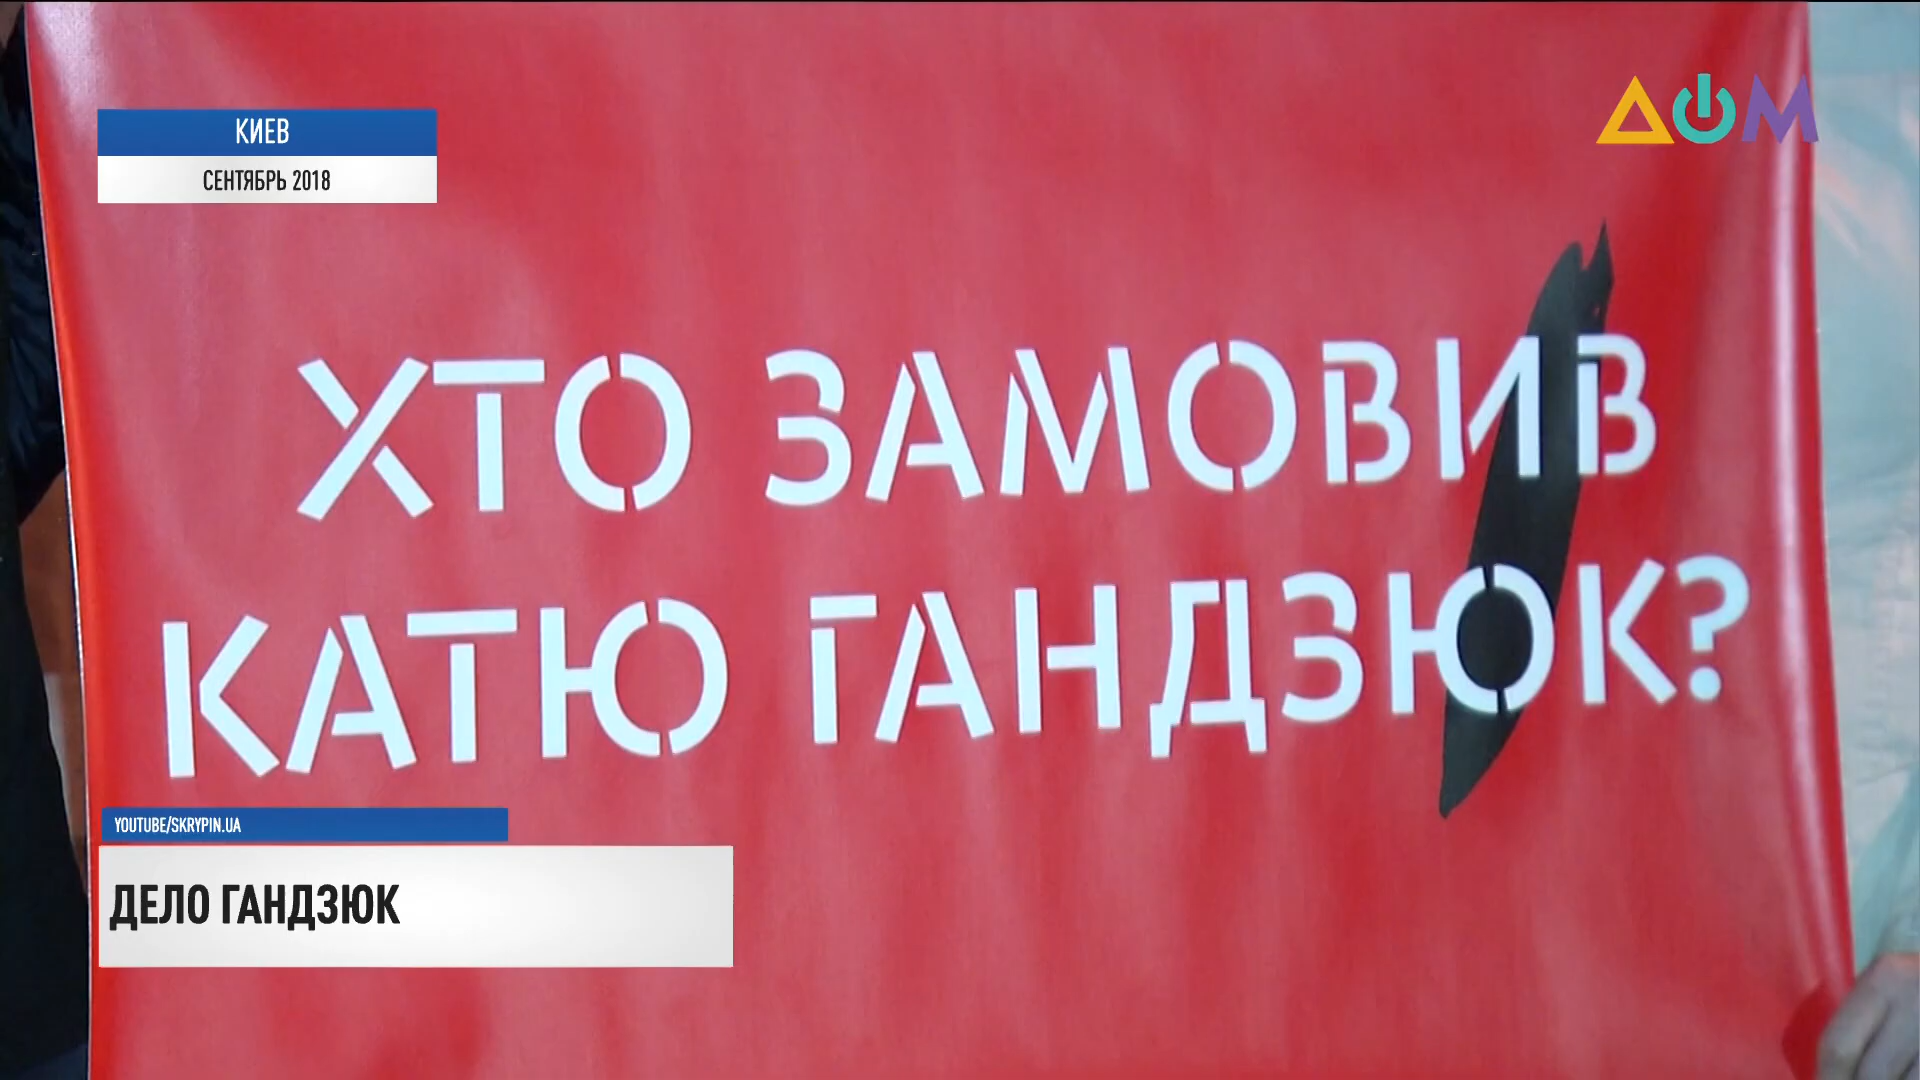 КИЕВ
СЕНТЯБРЬ 2018
ДОМ
ХТО ЗАМОВИВ
КАТЮ ГАНДЗЮК?
YOUTUBE/SKRYPIN.UA
ДЕЛО ГАНДЗЮК